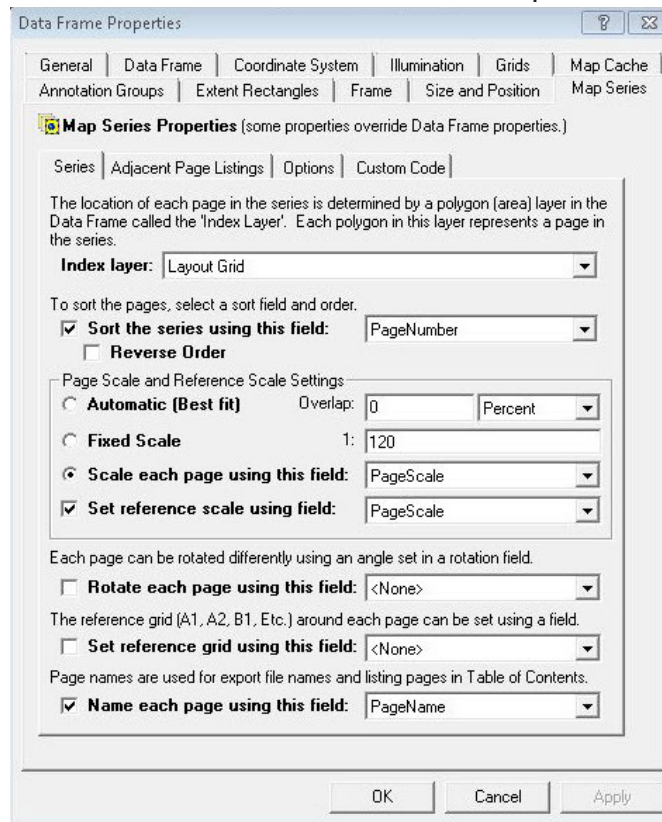 Data Frame Properties
General Data Frame Coordinate System Illumination Grids Map Cache
Annotation Groups Extent Rectangles Frame Size and Position Map Series
Map Series Properties (some properties override Data Frame properties.)
Series Adjacent Page Listings Options Custom Code
The location of each page in the series is determined by a polygon (area) layer in the
Data Frame called the 'Index Layer'. Each polygon in this layer represents a page in
the series.
Index layer: Layout Grid
To sort the pages, select a sort field and order.
Sort the series using this field: PageNumber
Reverse Order
Page Scale and Reference Scale Settings
Automatic (Best fit) Overlap: 0 Percent
Fixed Scale 1: 120
Scale each page using this field: PageScale
Set reference scale using field: PageScale
Each page can be rotated differently using an angle set in a rotation field.
Rotate each page using this field: <None>
The reference grid (A1, A2, B1, Etc.) around each page can be set using a field.
Set reference grid using this field: <None>
Page names are used for export file names and listing pages in Table of Contents.
Name each page using this field: PageName
OK Cancel Apply